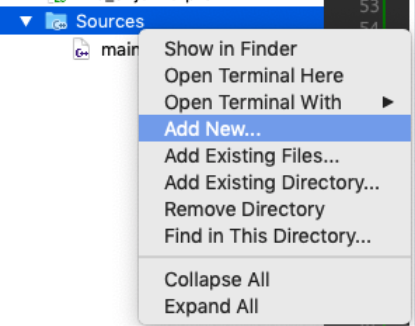 53
Sources
54
main
Show in Finder
Open Terminal Here
Open Terminal With
Add New...
Add Existing Files...
Add Existing Directory...
Remove Directory
Find in This Directory...
Collapse All
Expand All